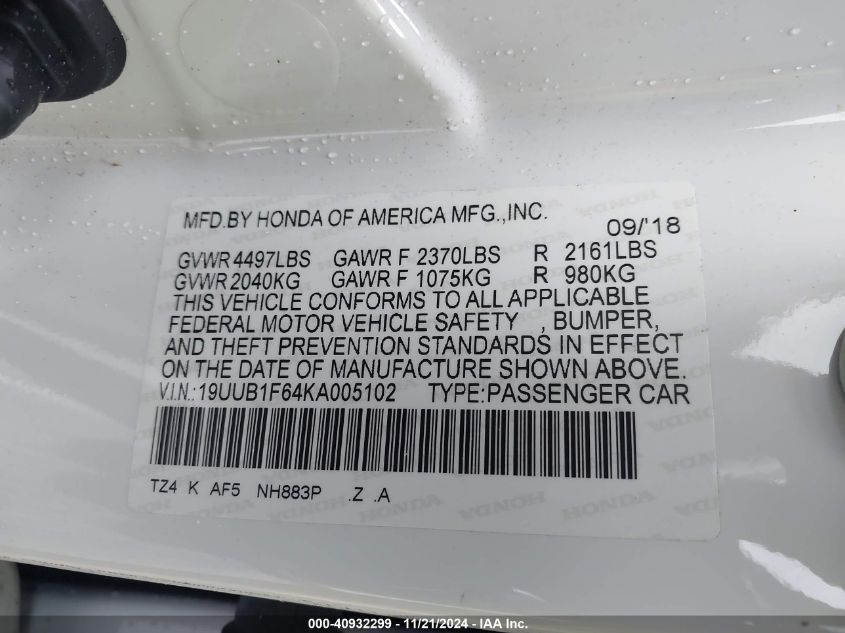 MFD.BY HONDA OF AMERICA MFG.,INC. 09/'18
GVWR 4497LBS GAWR F 2370LBS R 2161LBS
GVWR 2040KG GAWR F 1075KG R 980KG
THIS VEHICLE CONFORMS TO ALL APPLICABLE
FEDERAL MOTOR VEHICLE SAFETY , BUMPER,
AND THEFT PREVENTION STANDARDS IN EFFECT
ON THE DATE OF MANUFACTURE SHOWN ABOVE.
V.I.N.:19UUB1F64KA005102 TYPE:PASSENGER CAR
TZ4 K AF5 NH883P .Z .A
HONDA HONDA HONDA
000-40932299 - 11/21/2024 - IAA Inc.